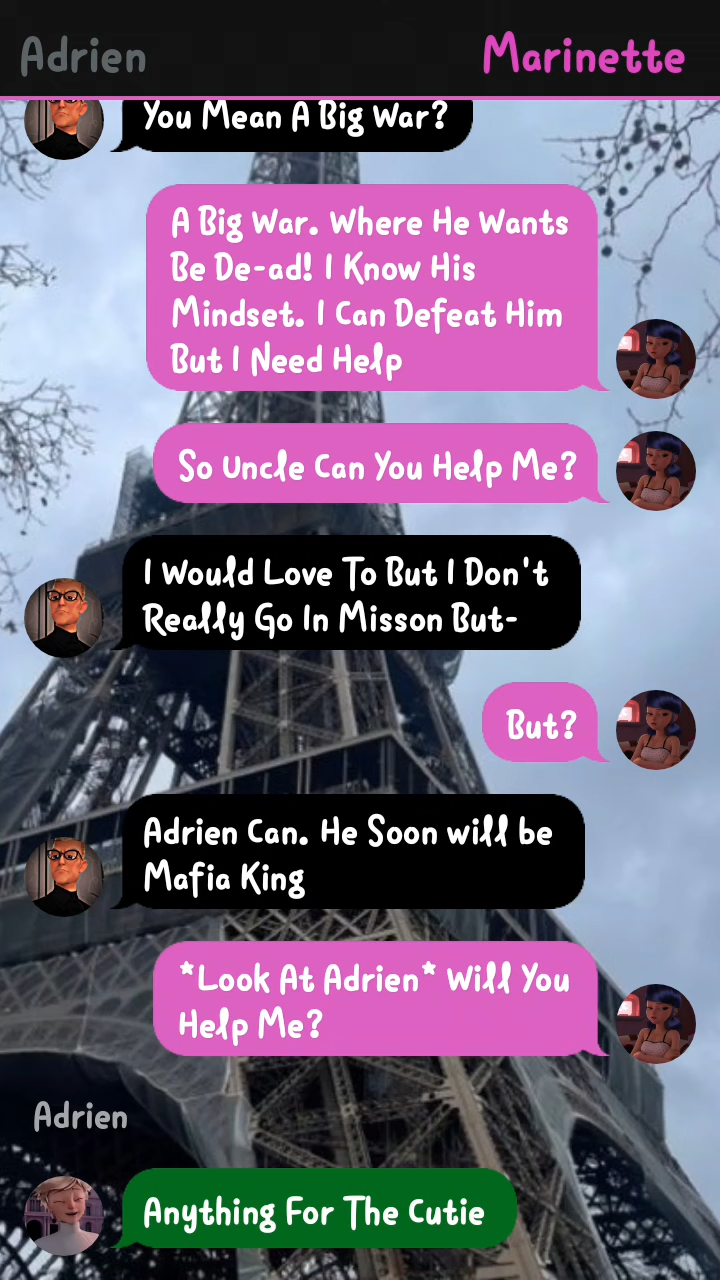 Adrien
Marinette
You Mean A Big War?
A Big War. Where He Wants
Be De-ad! I Know His
Mindset. I Can Defeat Him
But I Need Help
So Uncle Can You Help Me?
I Would Love To But I Don't
Really Go In Misson But-
But?
Adrien Can. He Soon will be
Mafia King
*Look At Adrien* Will You
Help Me?
Adrien
Anything For The Cutie